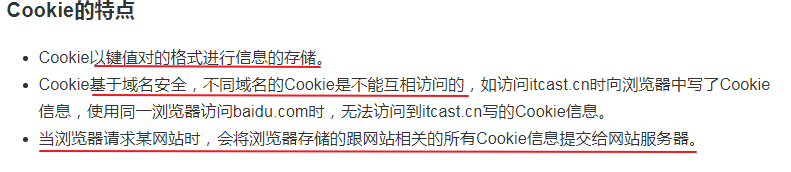 Cookie的特点
Cookie以键值对的格式进行信息的存储。
Cookie基于域名安全，不同域名的Cookie是不能互相访问的，如访问itcast.cn时向浏览器中写了Cookie
信息，使用同一浏览器访问baidu.com时，无法访问到itcast.cn写的Cookie信息。
当浏览器请求某网站时，会将浏览器存储的跟网站相关的所有Cookie信息提交给网站服务器。